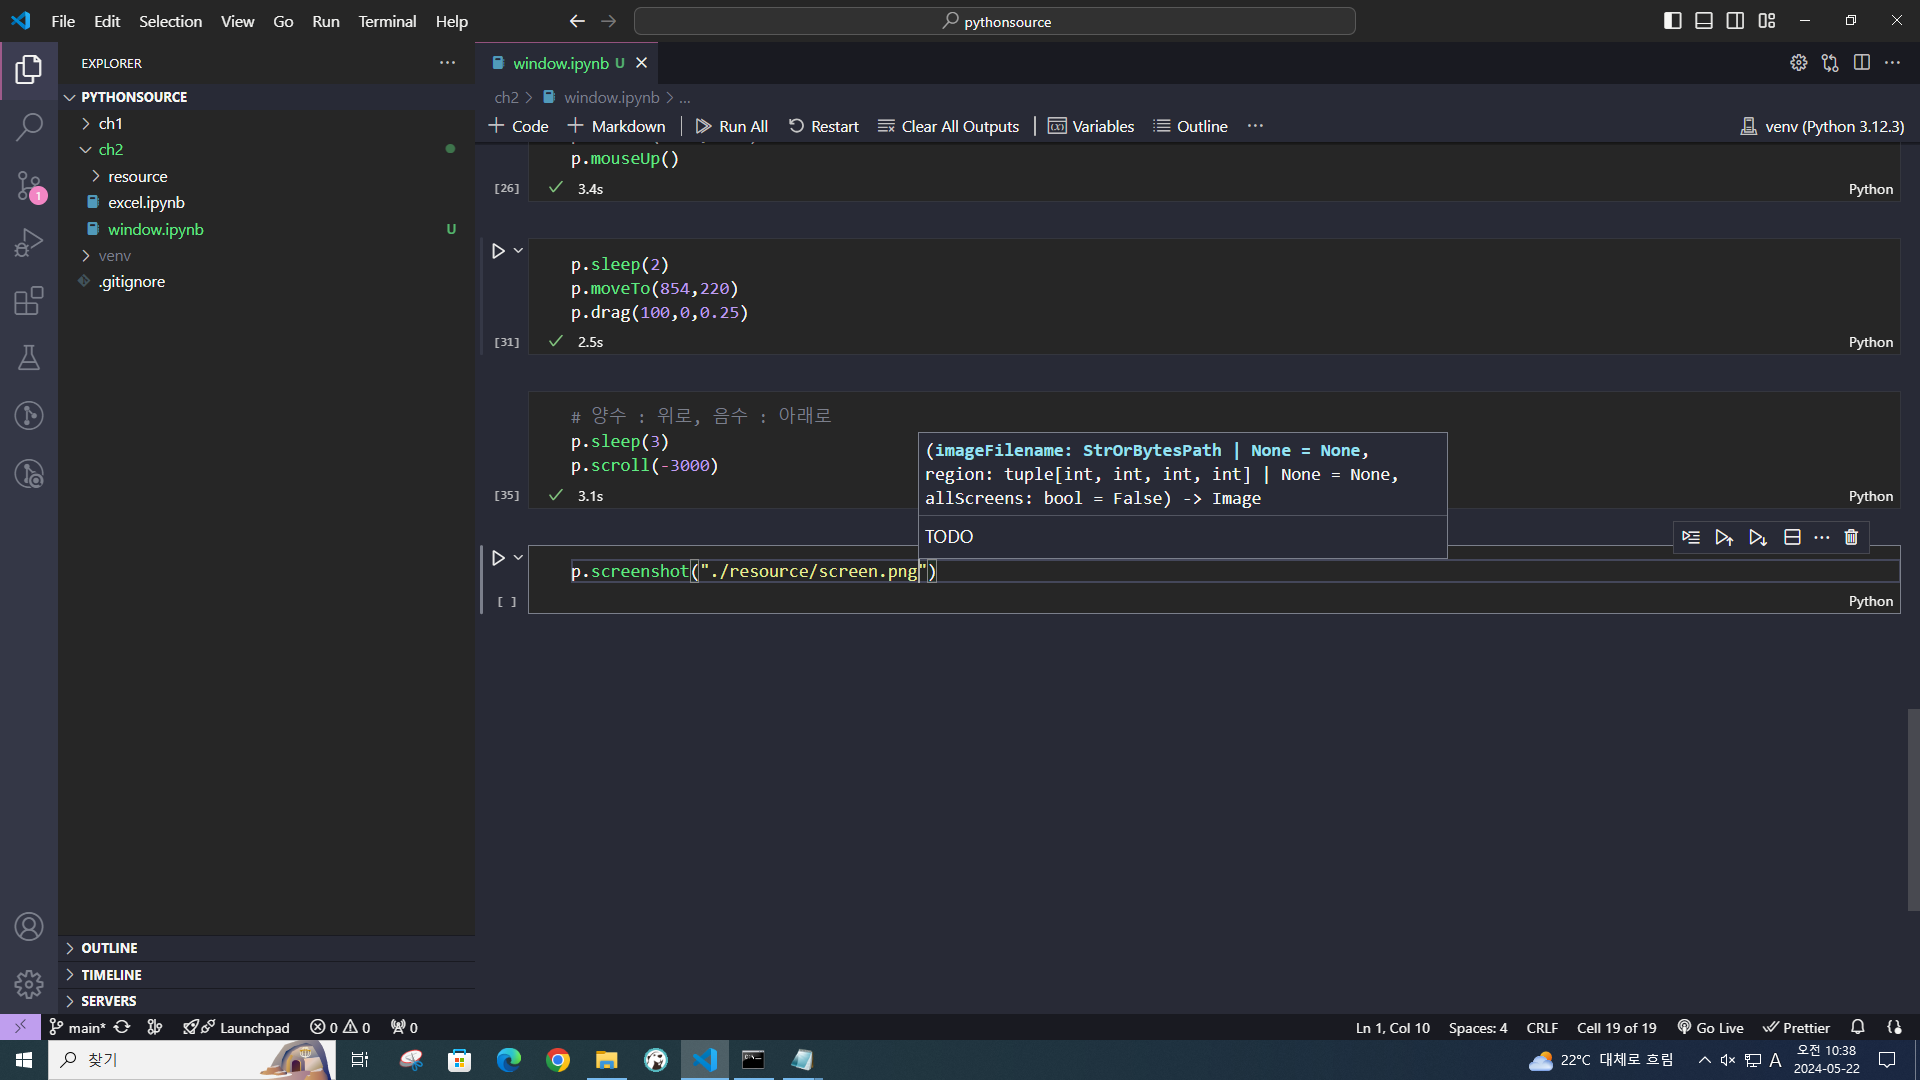 File Edit Selection View Go Run Terminal Help
pythonsource
EXPLORER
PYTHONSOURCE
ch1
ch2
resource
excel.ipynb
window.ipynb U
venv
.gitignore
OUTLINE
TIMELINE
SERVERS
1
window.ipynb U
ch2 > window.ipynb > ...
Code Markdown Run All Restart Clear All Outputs Variables Outline ... venv (Python 3.12.3)
p.mouseUp()
[26] 3.4s Python
p.sleep(2)
p.moveTo(854,220)
p.drag(100,0,0.25)
[31] 2.5s Python
# 양수 : 위로, 음수 : 아래로
p.sleep(3)
p.scroll(-3000)
[35] 3.1s Python
(imageFilename: StrOrBytesPath | None = None,
region: tuple[int, int, int, int] | None = None,
allScreens: bool = False) -> Image
TODO
p.screenshot("./resource/screen.png")
[ ] Python
main* Launchpad 0 0 0 Ln 1, Col 10 Spaces: 4 CRLF Cell 19 of 19 Go Live Prettier
찾기
22°C 대체로 흐림 A 오전 10:38
2024-05-22